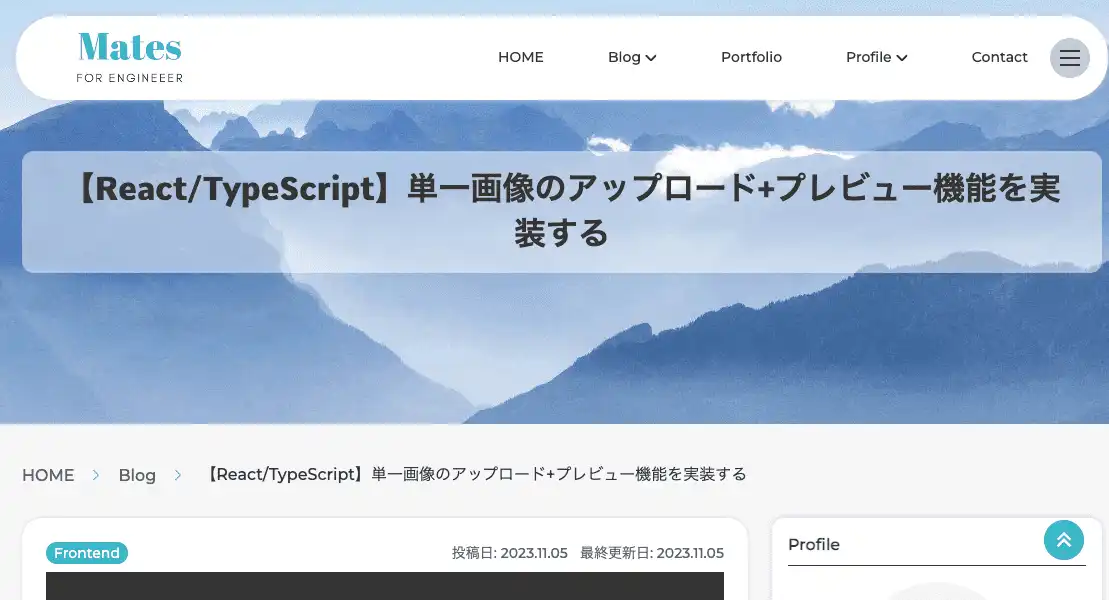 Mates
FOR ENGINEEER
HOME
Blog
Portfolio
Profile
Contact
【React/TypeScript】単一画像のアップロード+プレビュー機能を実
装する
HOME
Blog
【React/TypeScript】単一画像のアップロード+プレビュー機能を実装する
Frontend
投稿日: 2023.11.05 最終更新日: 2023.11.05
Profile